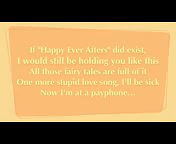 If "Happy Ever Afters" did exist,
I would still be holding you like this
All those fairy tales are full of it
One more stupid love song, I'll be sick
Now I'm at a payphone...